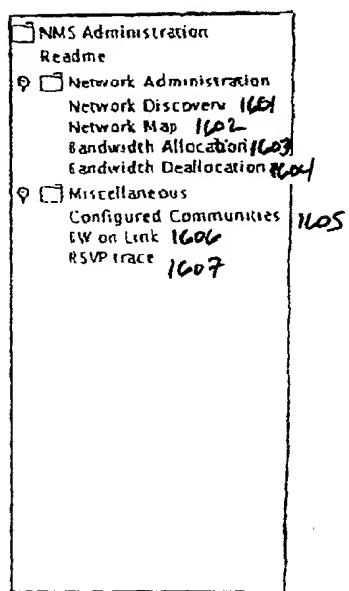 NMS Administration
Readme
Network Administration
Network Discovery 1601
Network Map 1602
Bandwidth Allocation 1603
Bandwidth Deallocation 1604
Miscellaneous
Configured Communities 1605
BW on Link 1606
RSVP trace 1607